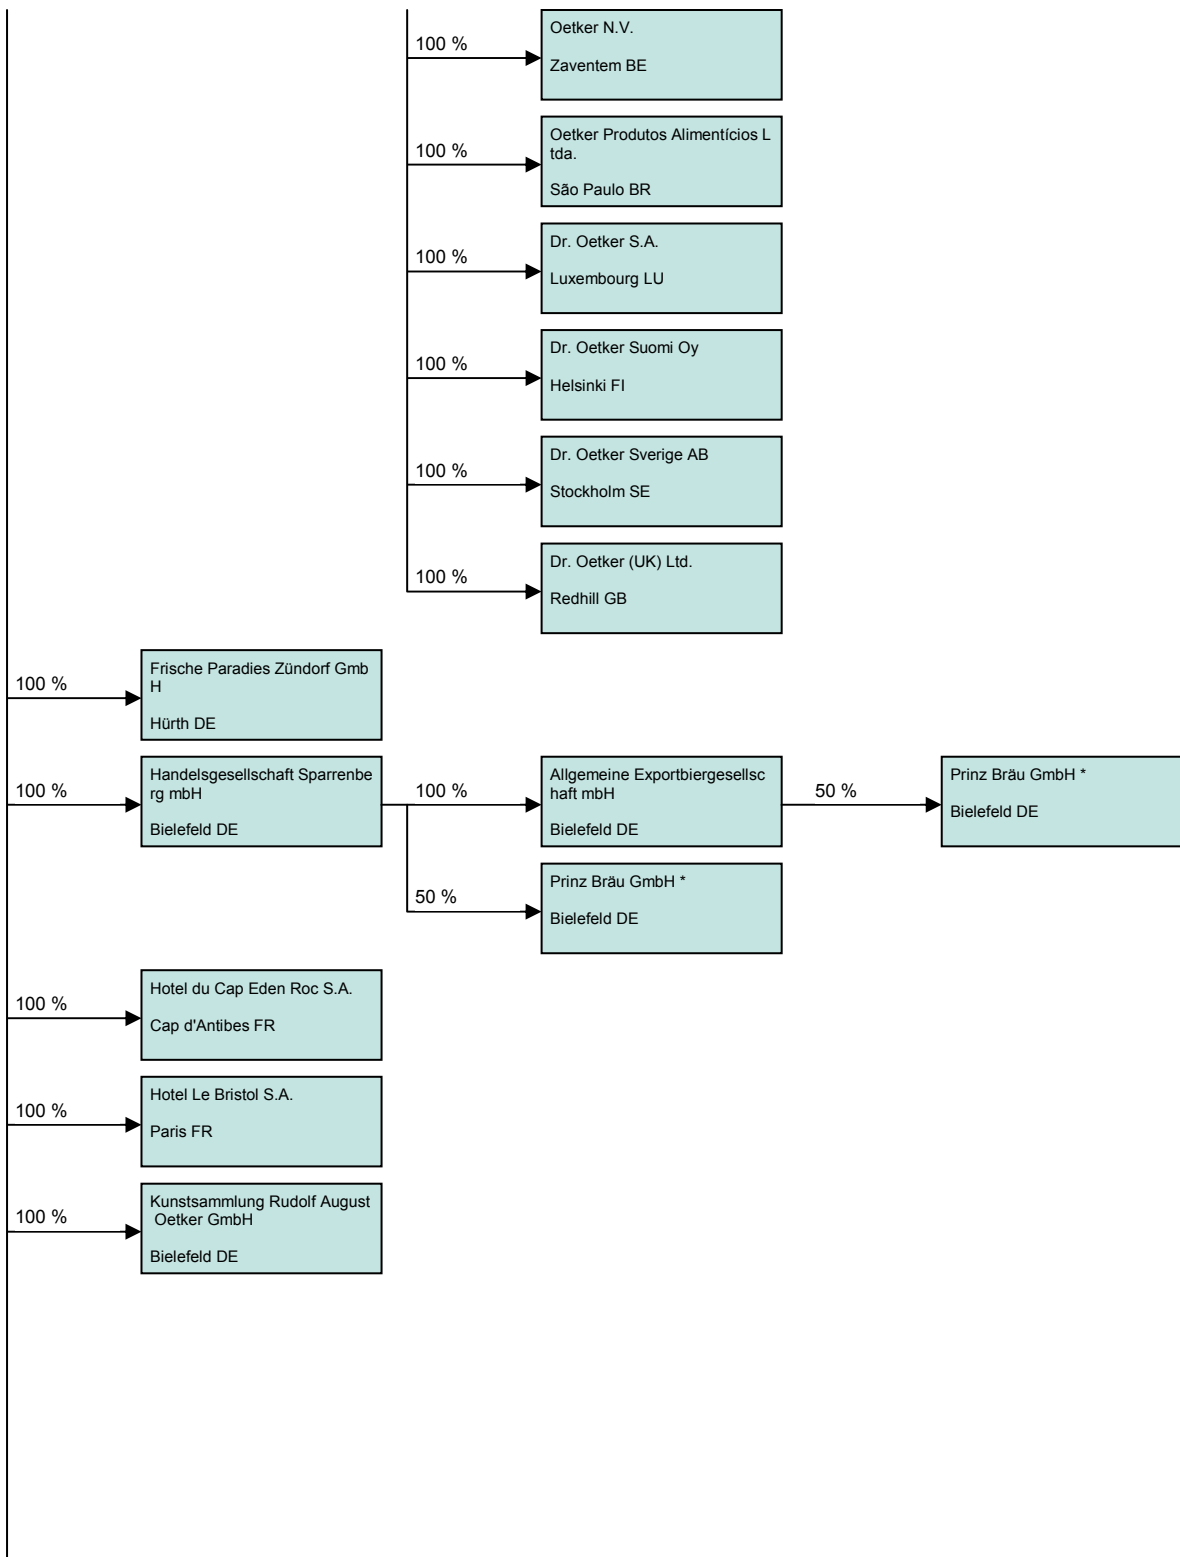 100 %
Oetker N.V.
Zaventem BE
100 %
Oetker Produtos Alimentícios L
tda.
São Paulo BR
100 %
Dr. Oetker S.A.
Luxembourg LU
100 %
Dr. Oetker Suomi Oy
Helsinki FI
100 %
Dr. Oetker Sverige AB
Stockholm SE
100 %
Dr. Oetker (UK) Ltd.
Redhill GB
100 %
Frische Paradies Zündorf Gmb
H
Hürth DE
100 %
Handelsgesellschaft Sparrenbe
rg mbH
Bielefeld DE
100 %
Allgemeine Exportbiergesellsc
haft mbH
Bielefeld DE
50 %
Prinz Bräu GmbH *
Bielefeld DE
50 %
Prinz Bräu GmbH *
Bielefeld DE
100 %
Hotel du Cap Eden Roc S.A.
Cap d'Antibes FR
100 %
Hotel Le Bristol S.A.
Paris FR
100 %
Kunstsammlung Rudolf August
Oetker GmbH
Bielefeld DE